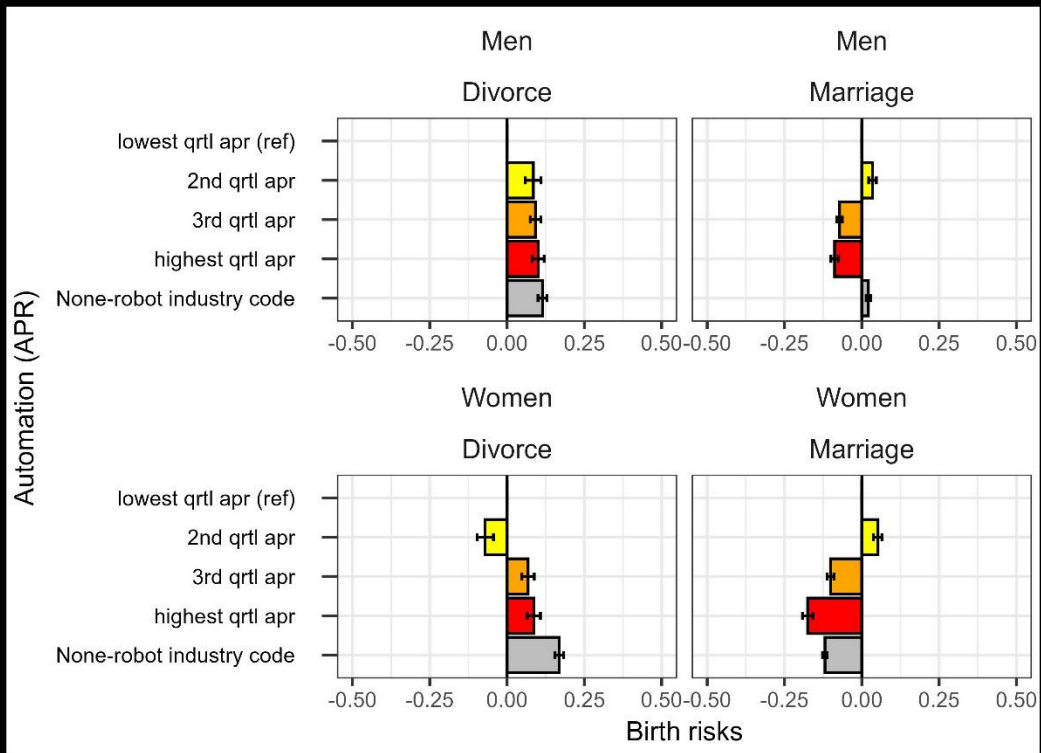 Men
Men
Divorce
Marriage
lowest qrtl apr (ref)
2nd qrtl apr
3rd qrtl apr
highest qrtl apr
None-robot industry code
-0.50 -0.25 0.00 0.25 0.50
-0.50 -0.25 0.00 0.25 0.50
Automation (APR)
Women
Women
Divorce
Marriage
lowest qrtl apr (ref)
2nd qrtl apr
3rd qrtl apr
highest qrtl apr
None-robot industry code
-0.50 -0.25 0.00 0.25 0.50
-0.50 -0.25 0.00 0.25 0.50
Birth risks